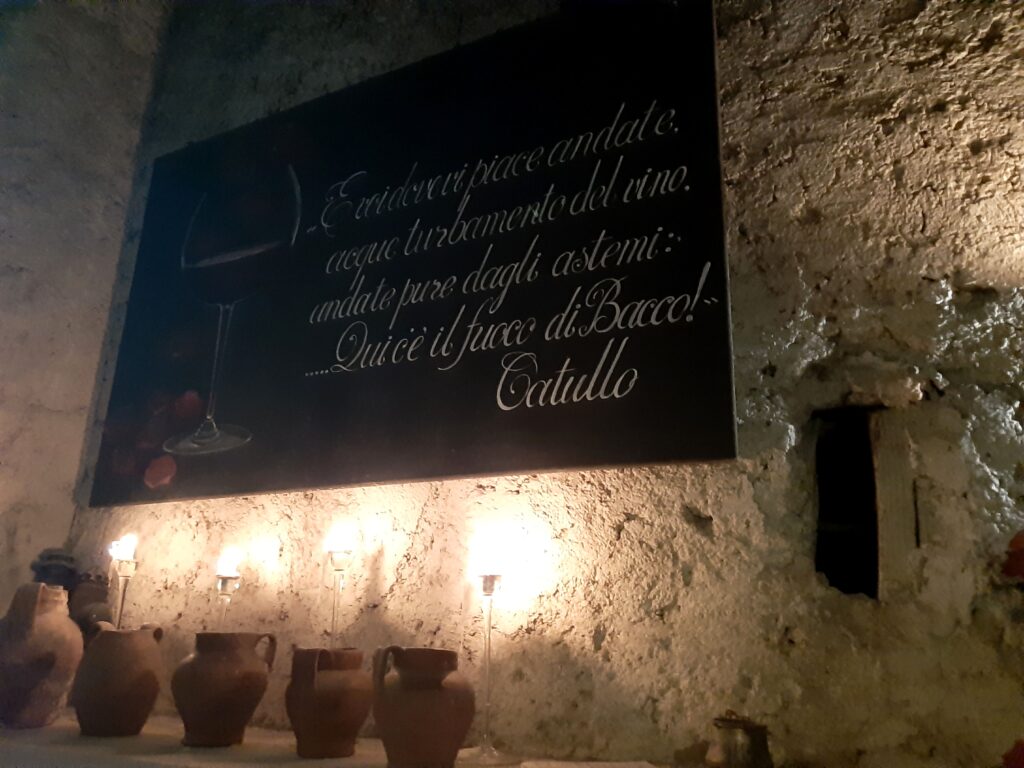 "E voi dove vi piace andate,
acque turbamento del vino,
andate pure dagli astemi:
.....Qui c'è il fuoco di Bacco!"
Catullo